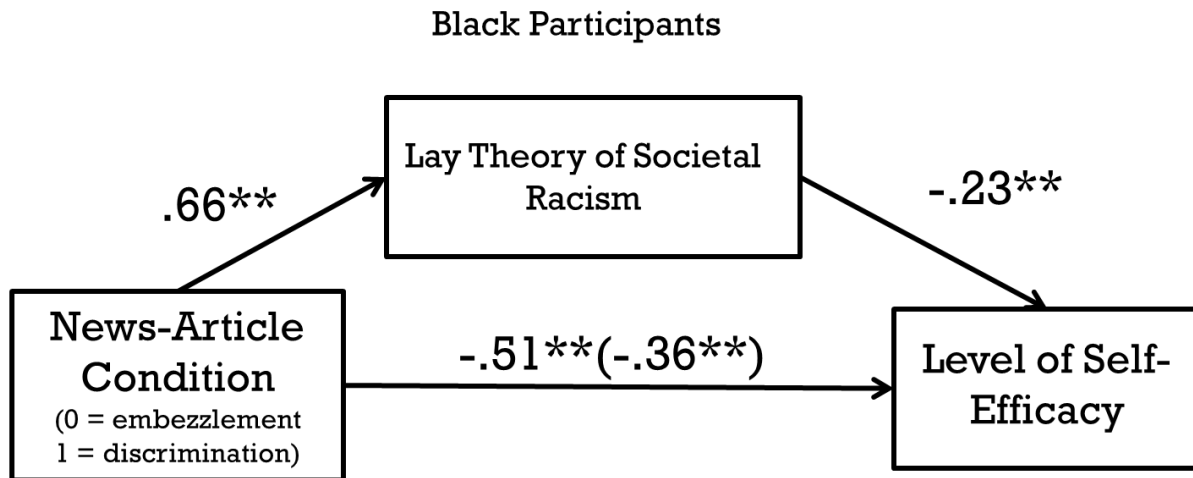 Black Participants
Lay Theory of Societal
Racism
.66**
-.23**
News-Article
Condition
(0 = embezzlement
1 = discrimination)
-.51**(-.36**)
Level of Self-
Efficacy